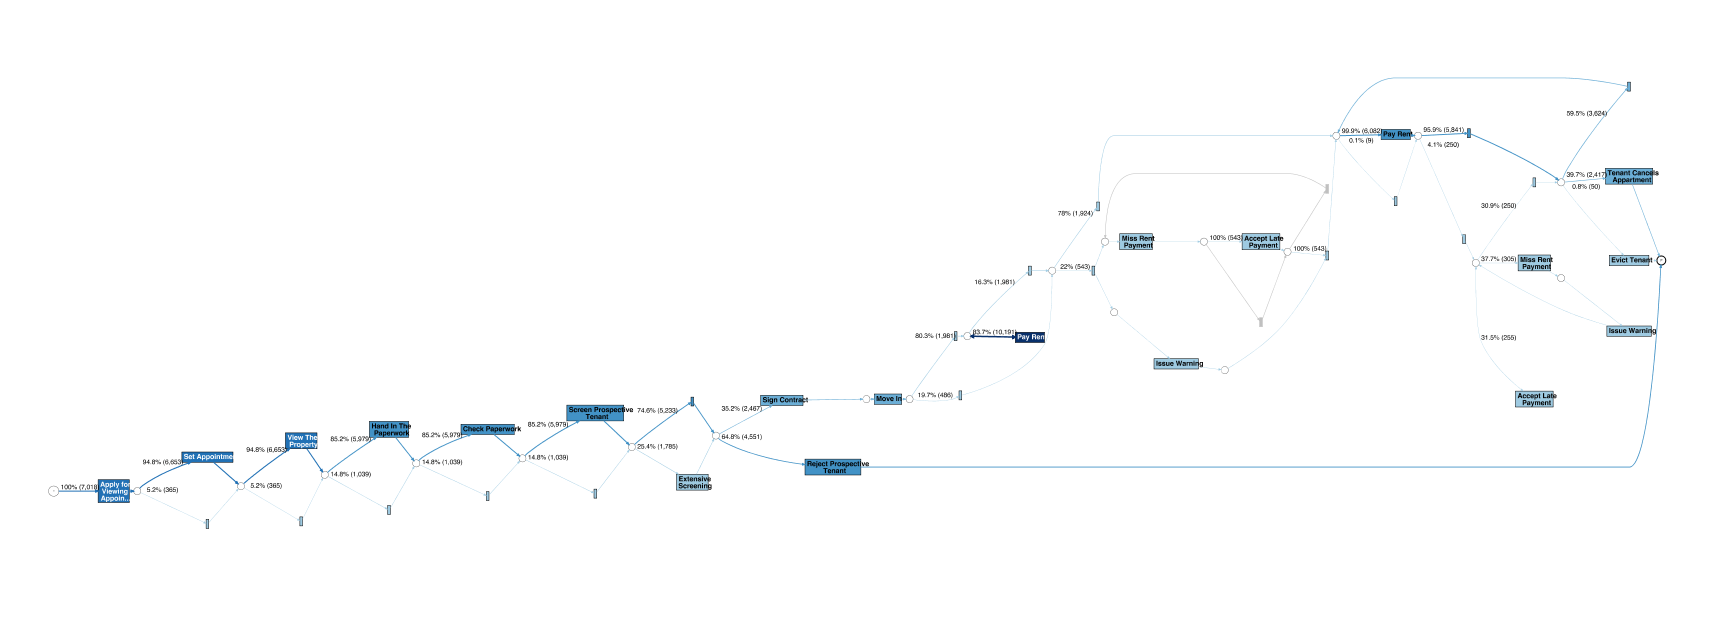 100% (7,018)
Apply for
Viewing
Appoin...
94.8% (6,653)
5.2% (365)
Set Appointme
94.8% (6,653)
5.2% (365)
View The
Property
85.2% (5,979)
14.8% (1,039)
Hand In The
Paperwork
85.2% (5,979)
14.8% (1,039)
Check Paperwork
85.2% (5,979)
14.8% (1,039)
Screen Prospective
Tenant
74.6% (5,233)
25.4% (1,785)
Extensive
Screening
35.2% (2,467)
64.8% (4,551)
Sign Contract
Reject Prospective
Tenant
Move In
80.3% (1,981)
19.7% (486)
83.7% (10,191)
Pay Ren
16.3% (1,981)
78% (1,924)
22% (543)
Miss Rent
Payment
100% (543)
Accept Late
Payment
100% (543)
Issue Warning
99.9% (6,082)
0.1% (9)
Pay Rent
95.9% (5,841)
4.1% (250)
59.5% (3,624)
39.7% (2,417)
0.8% (50)
Tenant Cancels
Appartment
30.9% (250)
37.7% (305)
Miss Rent
Payment
Evict Tenant
Issue Warning
31.5% (255)
Accept Late
Payment